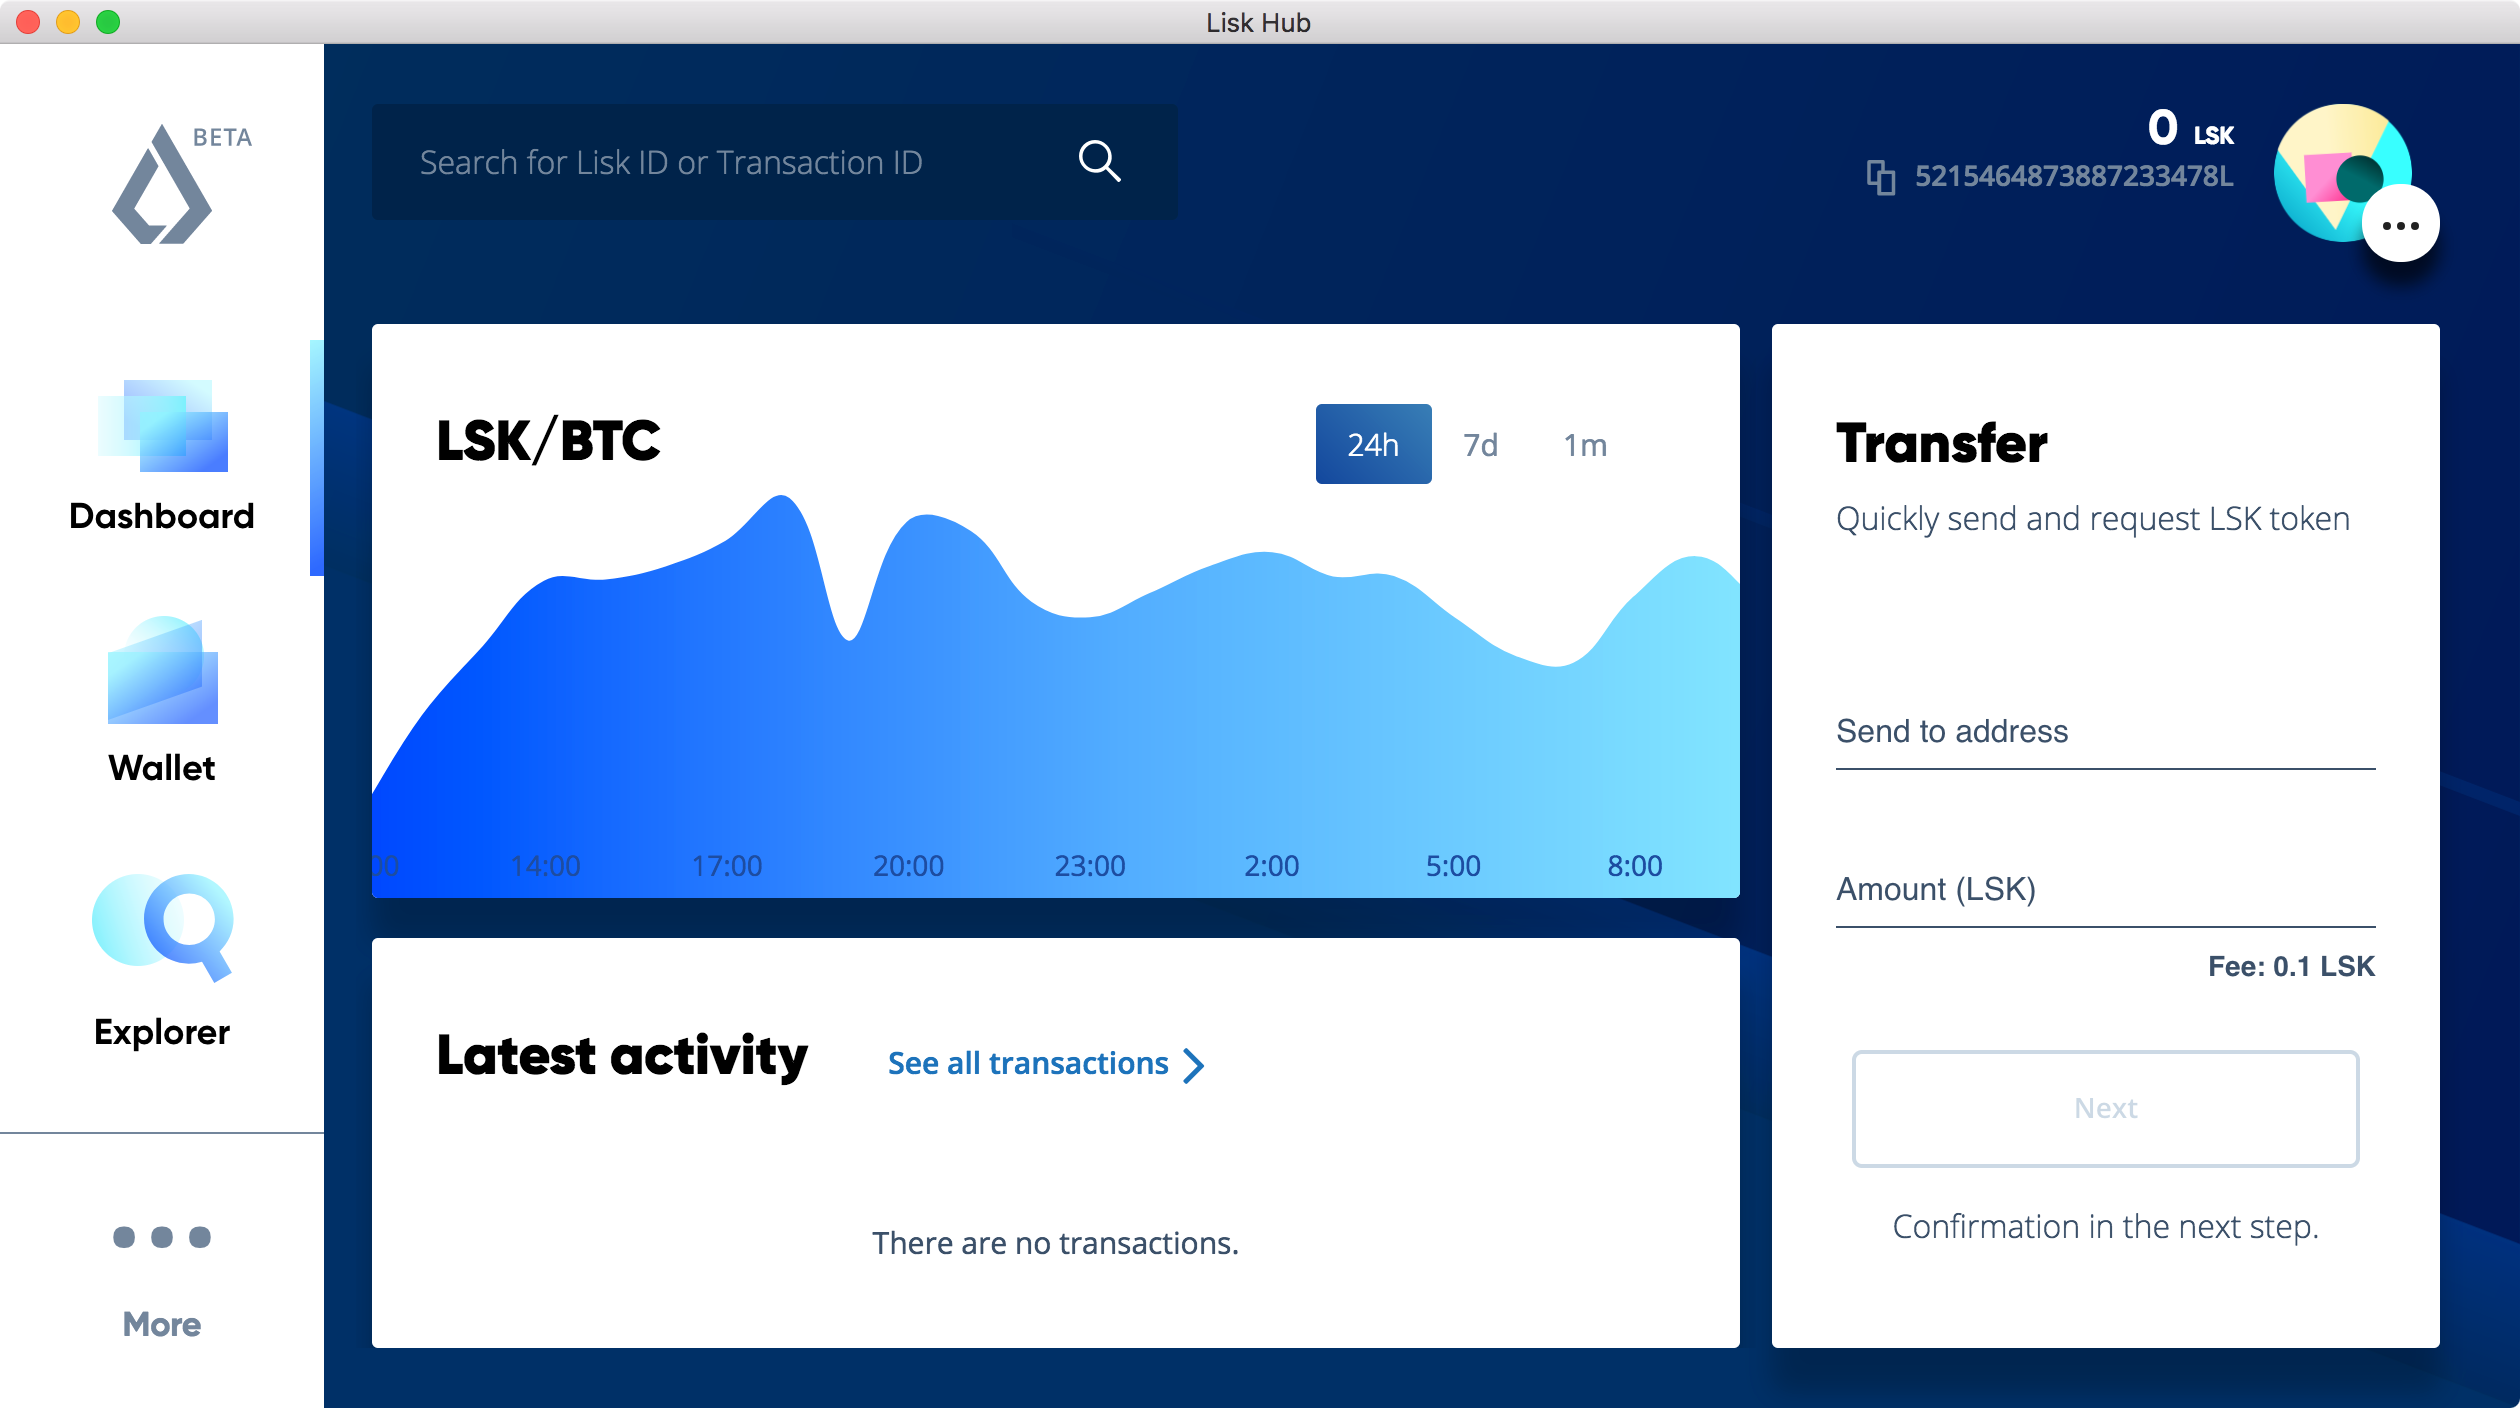 Lisk Hub
BETA
Search for Lisk ID or Transaction ID
0 LSK
5215464873887233478L
Dashboard
Wallet
Explorer
More
LSK/BTC
24h 7d 1m
00 14:00 17:00 20:00 23:00 2:00 5:00 8:00
Latest activity
See all transactions
There are no transactions.
Transfer
Quickly send and request LSK token
Send to address
Amount (LSK)
Fee: 0.1 LSK
Next
Confirmation in the next step.